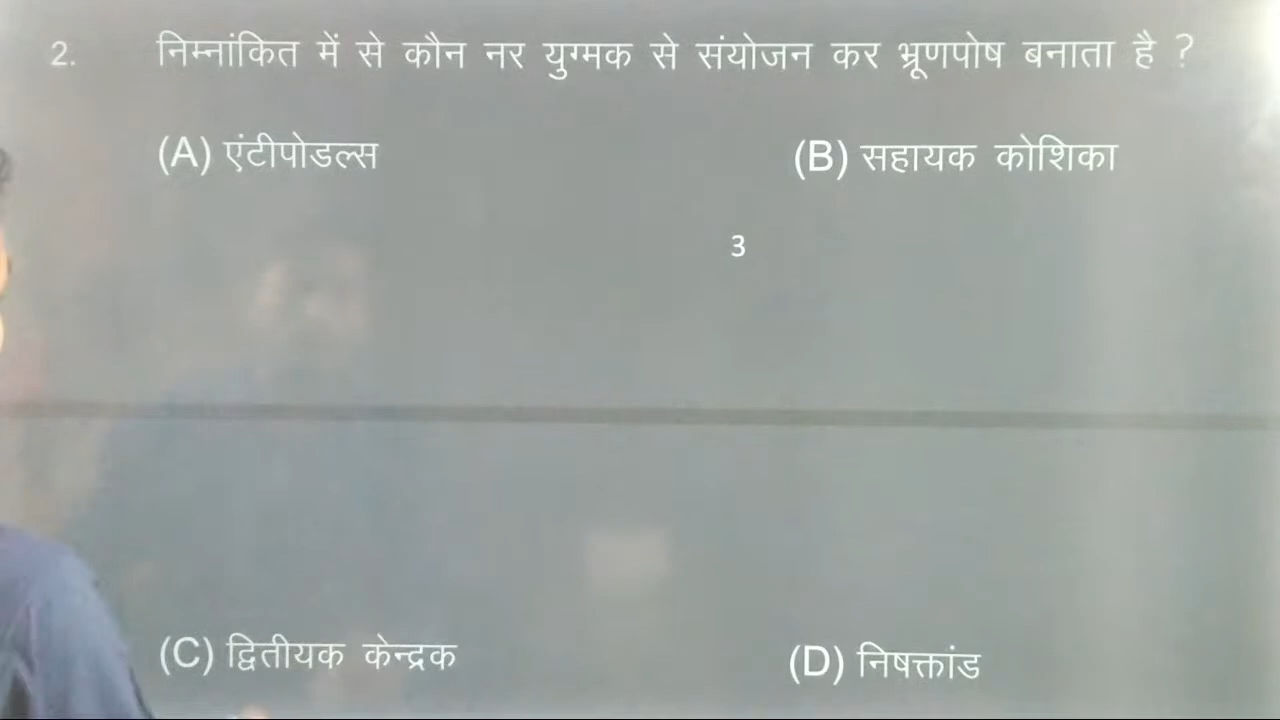 2. निम्नांकित में से कौन नर युग्मक से संयोजन कर भ्रूणपोष बनाता है ?
(A) एंटीपोडल्स (B) सहायक कोशिका
3
(C) द्वितीयक केन्द्रक (D) निषक्तांड